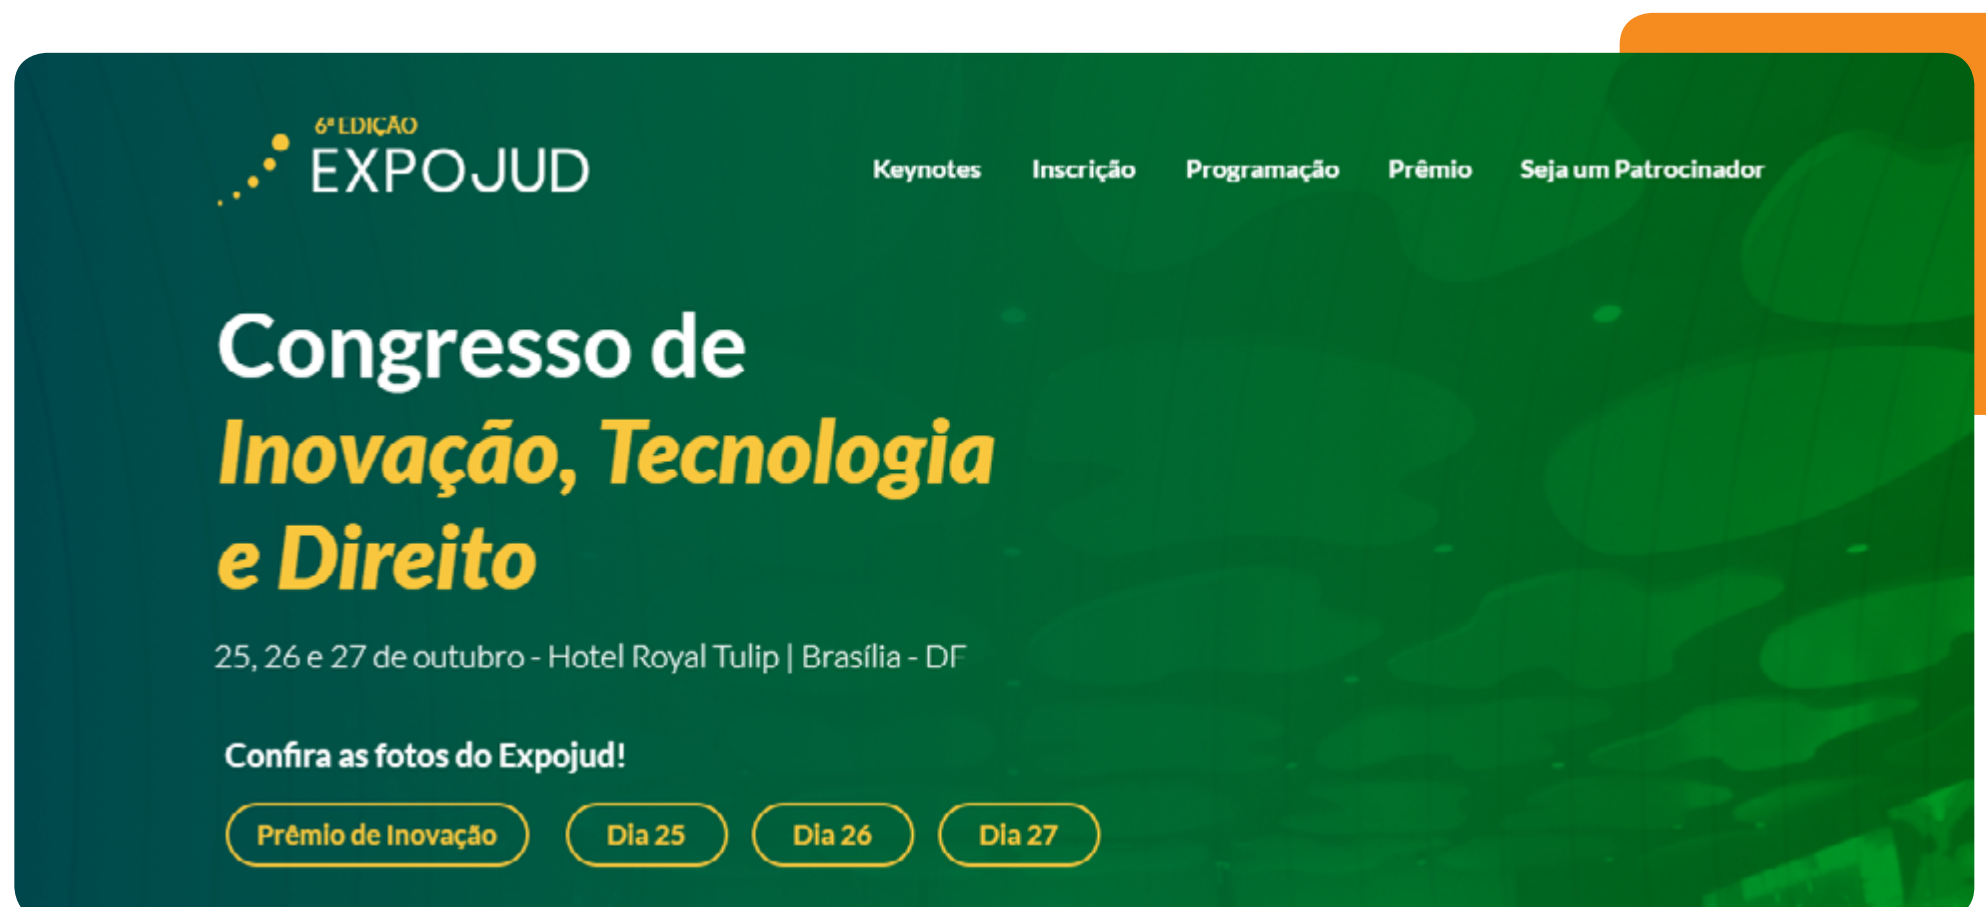 6ª EDIÇÃO
EXPOJUD
Keynotes Inscrição Programação Prêmio Seja um Patrocinador
Congresso de
Inovação, Tecnologia
e Direito
25, 26 e 27 de outubro - Hotel Royal Tulip | Brasília - DF
Confira as fotos do Expojud!
Prêmio de Inovação Dia 25 Dia 26 Dia 27